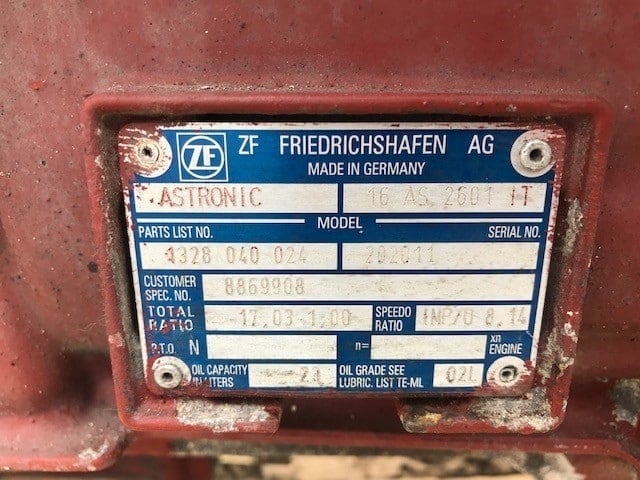 ZF ZF FRIEDRICHSHAFEN AG
MADE IN GERMANY
ASTRONIC 16 AS 2601 IT
MODEL
PARTS LIST NO. SERIAL NO.
1328 040 024 202011
CUSTOMER SPEC. NO. 8869908
TOTAL RATIO 17,03-1,00 SPEEDO RATIO IMP/U 8.14
P.T.O. N n= xn ENGINE
OIL CAPACITY IN LITERS OIL GRADE SEE LUBRIC. LIST TE-ML 02L